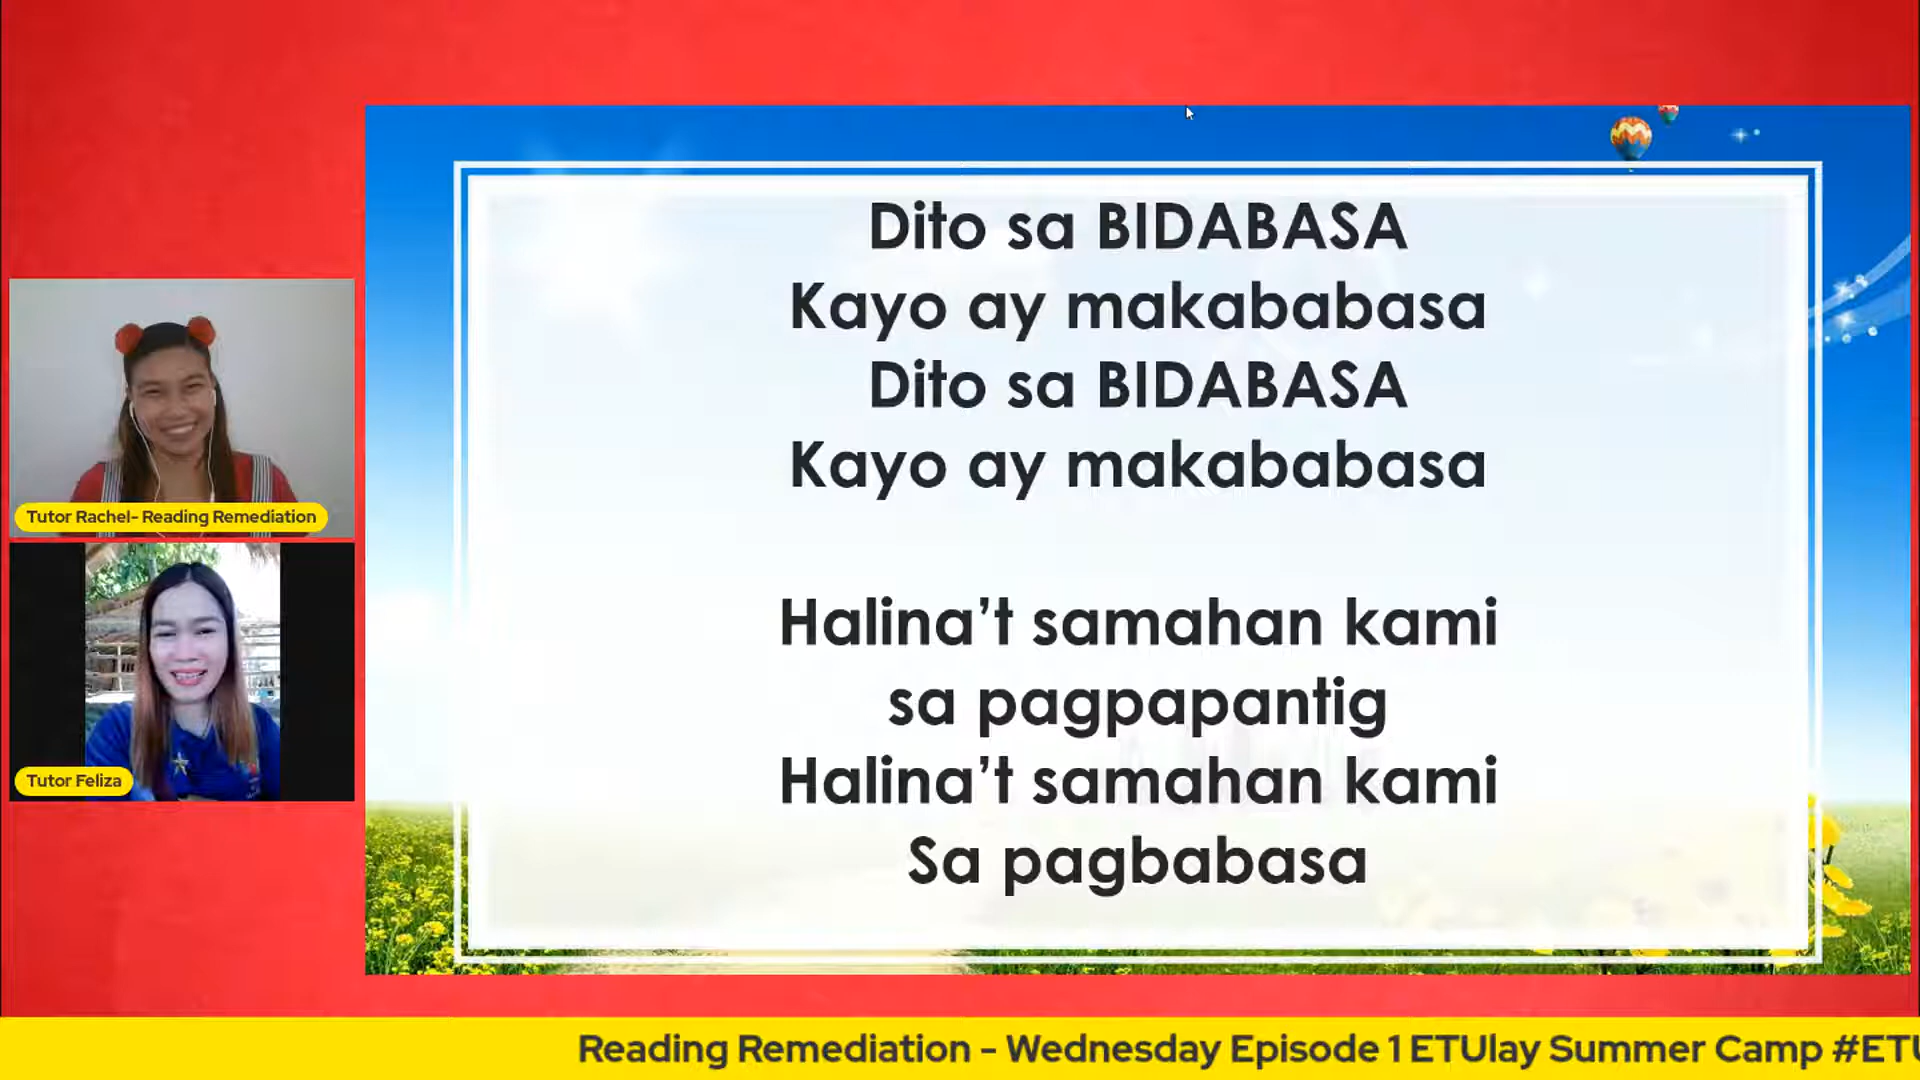 Dito sa BIDABASA
Kayo ay makababasa
Dito sa BIDABASA
Kayo ay makababasa
Halina’t samahan kami
sa pagpapantig
Halina’t samahan kami
Sa pagbabasa
Tutor Rachel- Reading Remediation
Tutor Feliza
Reading Remediation - Wednesday Episode 1 ETUlay Summer Camp #ETU